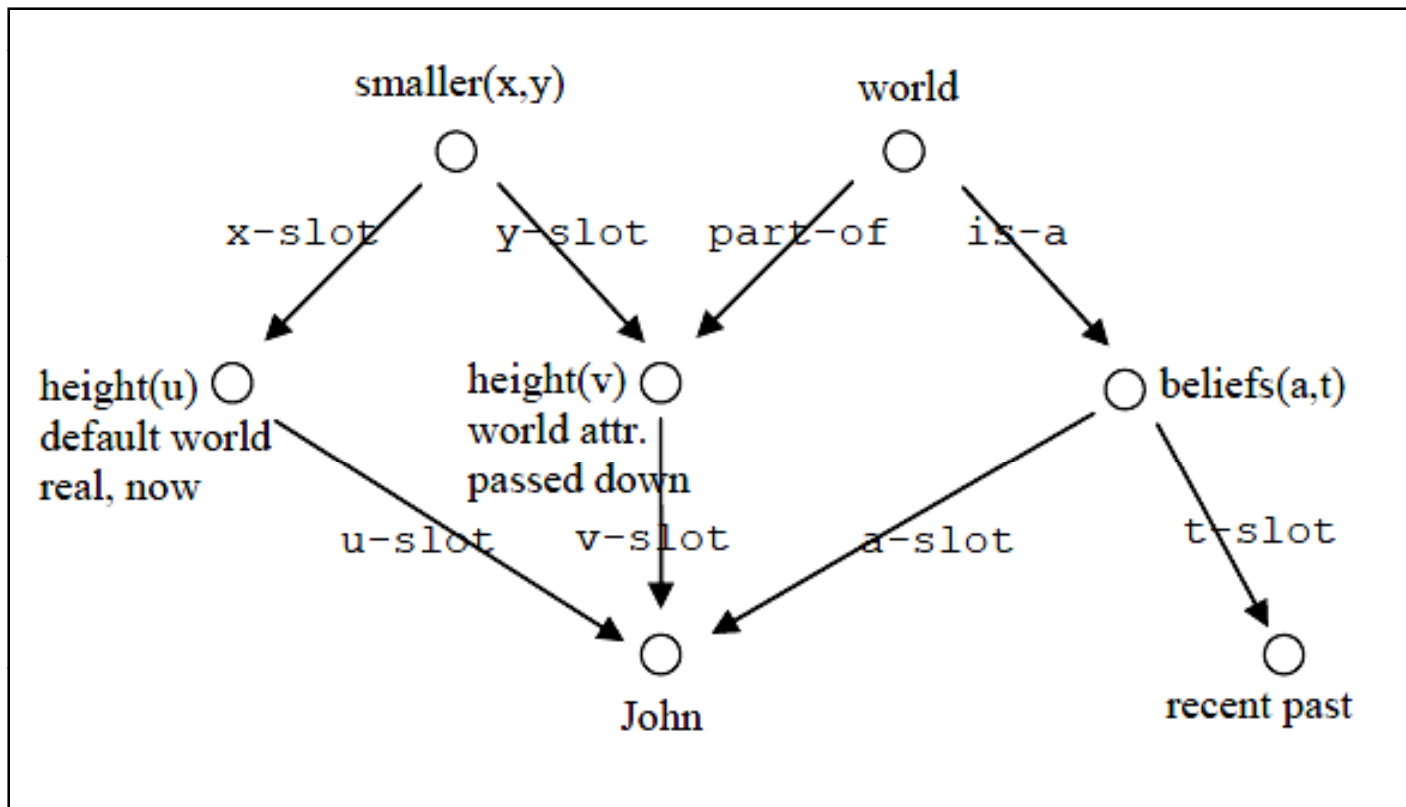 smaller(x,y)
world
x-slot
y-slot
part-of
is-a
height(u)
default world
real, now
height(v)
world attr.
passed down
beliefs(a,t)
u-slot
v-slot
a-slot
t-slot
John
recent past